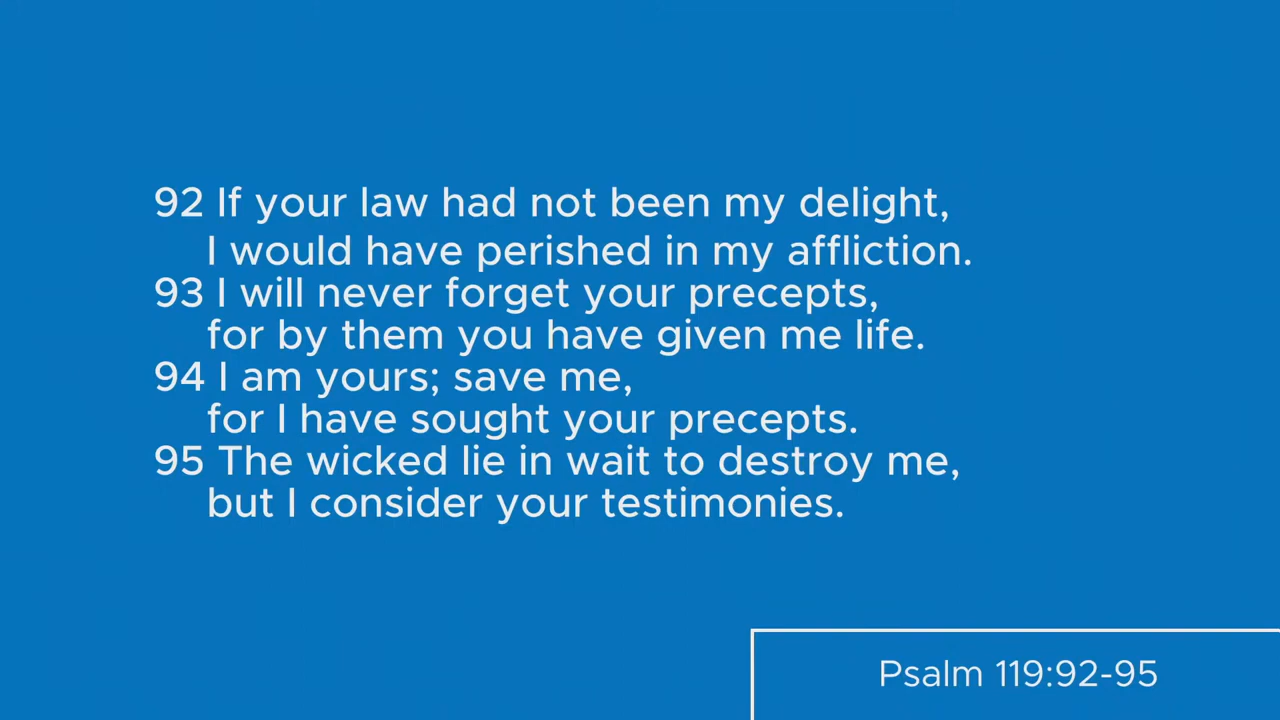 92 If your law had not been my delight,
I would have perished in my affliction.
93 I will never forget your precepts,
for by them you have given me life.
94 I am yours; save me,
for I have sought your precepts.
95 The wicked lie in wait to destroy me,
but I consider your testimonies.
Psalm 119:92-95